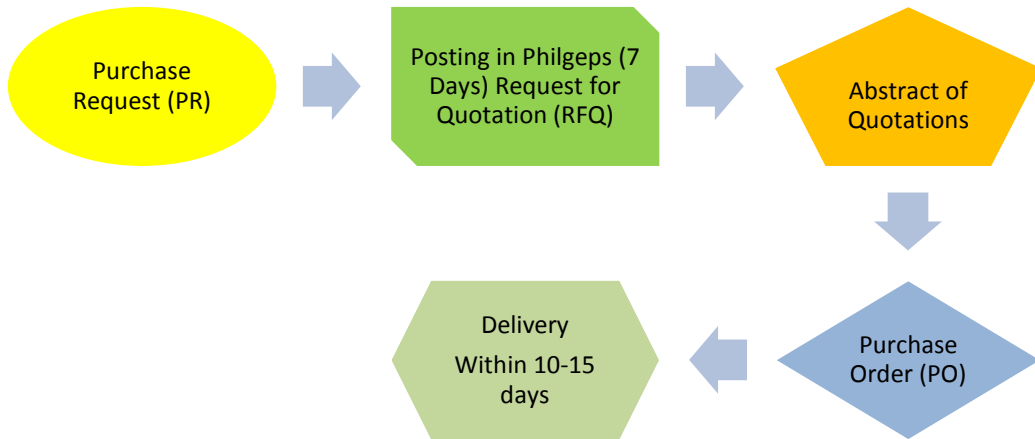 Purchase
Request (PR)
Posting in Philgeps (7
Days) Request for
Quotation (RFQ)
Abstract of
Quotations
Purchase
Order (PO)
Delivery
Within 10-15
days